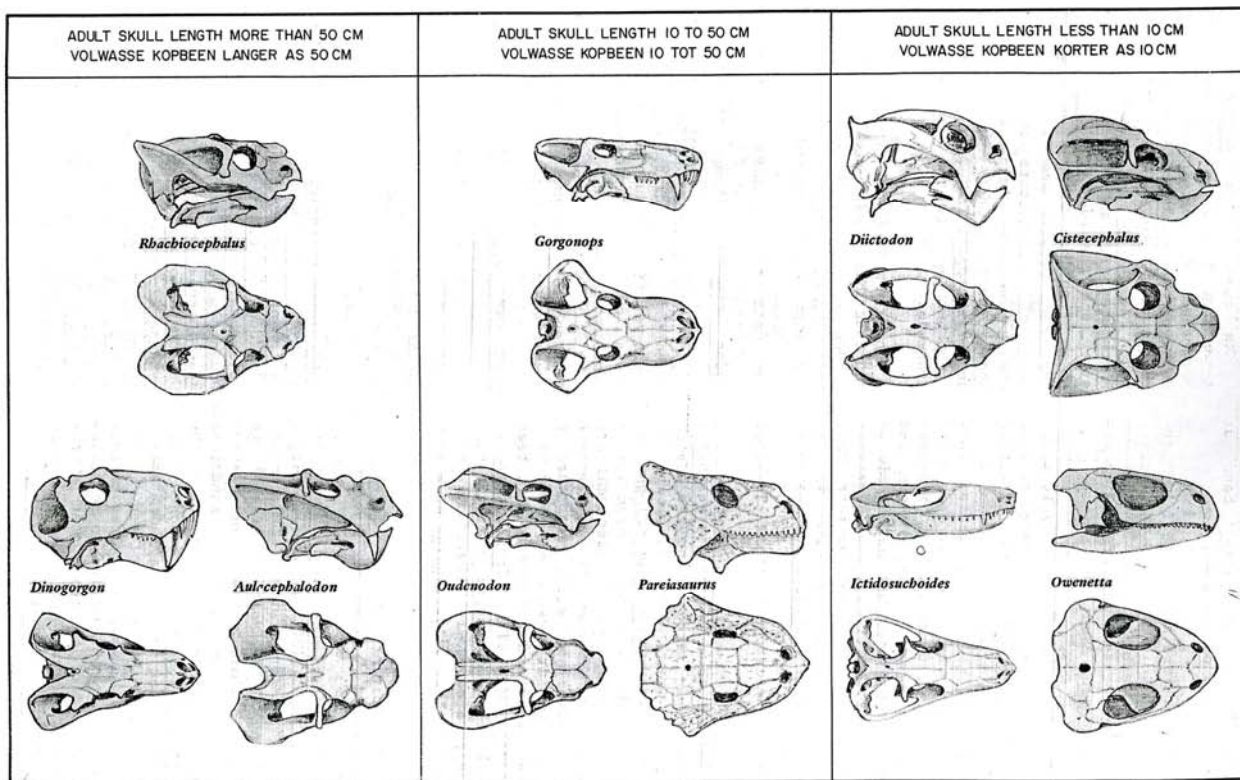 ADULT SKULL LENGTH MORE THAN 50 CM
VOLWASSE KOPBEEN LANGER AS 50 CM
ADULT SKULL LENGTH 10 TO 50 CM
VOLWASSE KOPBEEN 10 TOT 50 CM
ADULT SKULL LENGTH LESS THAN 10 CM
VOLWASSE KOPBEEN KORTER AS 10 CM
Rhachiocephalus
Gorgonops
Diictodon
Cistecephalus
Dinogorgon
Aulecephalodon
Oudenodon
Pareiasaurus
Ictidosuchoides
Owenetta